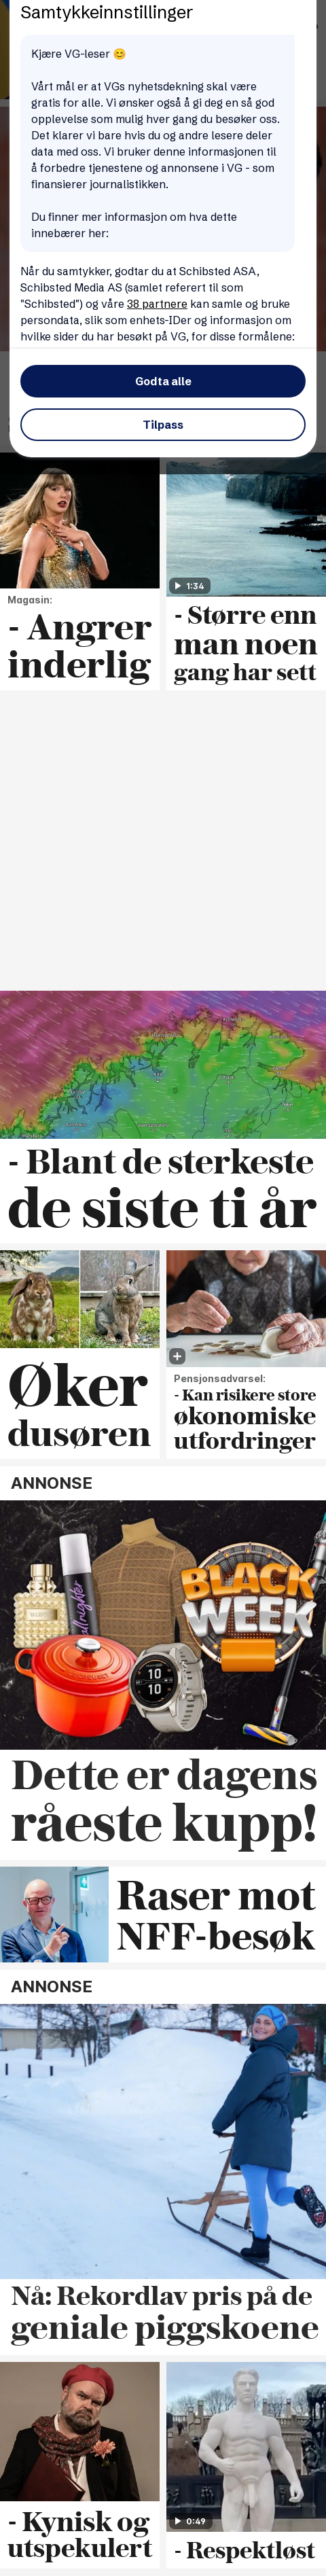 Samtykkeinnstillinger
Kjære VG-leser 😊
Vårt mål er at VGs nyhetsdekning skal være
gratis for alle. Vi ønsker også å gi deg en så god
opplevelse som mulig hver gang du besøker oss.
Det klarer vi bare hvis du og andre lesere deler
data med oss. Vi bruker denne informasjonen til
å forbedre tjenestene og annonsene i VG - som
finansierer journalistikken.
Du finner mer informasjon om hva dette
innebærer her:
Når du samtykker, godtar du at Schibsted ASA,
Schibsted Media AS (samlet referert til som
"Schibsted") og våre 38 partnere kan samle og bruke
persondata, slik som enhets-IDer og informasjon om
hvilke sider du har besøkt på VG, for disse formålene:
Godta alle
Tilpass
Magasin:
- Angrer
inderlig
1:34
- Større enn
man noen
gang har sett
- Blant de sterkeste
de siste ti år
Øker
dusøren
Pensjonsadvarsel:
- Kan risikere store
økonomiske
utfordringer
ANNONSE
BLACK
WEEK
Dette er dagens
råeste kupp!
Raser mot
NFF-besøk
ANNONSE
Nå: Rekordlav pris på de
geniale piggskoene
- Kynisk og
utspekulert
0:49
- Respektløst